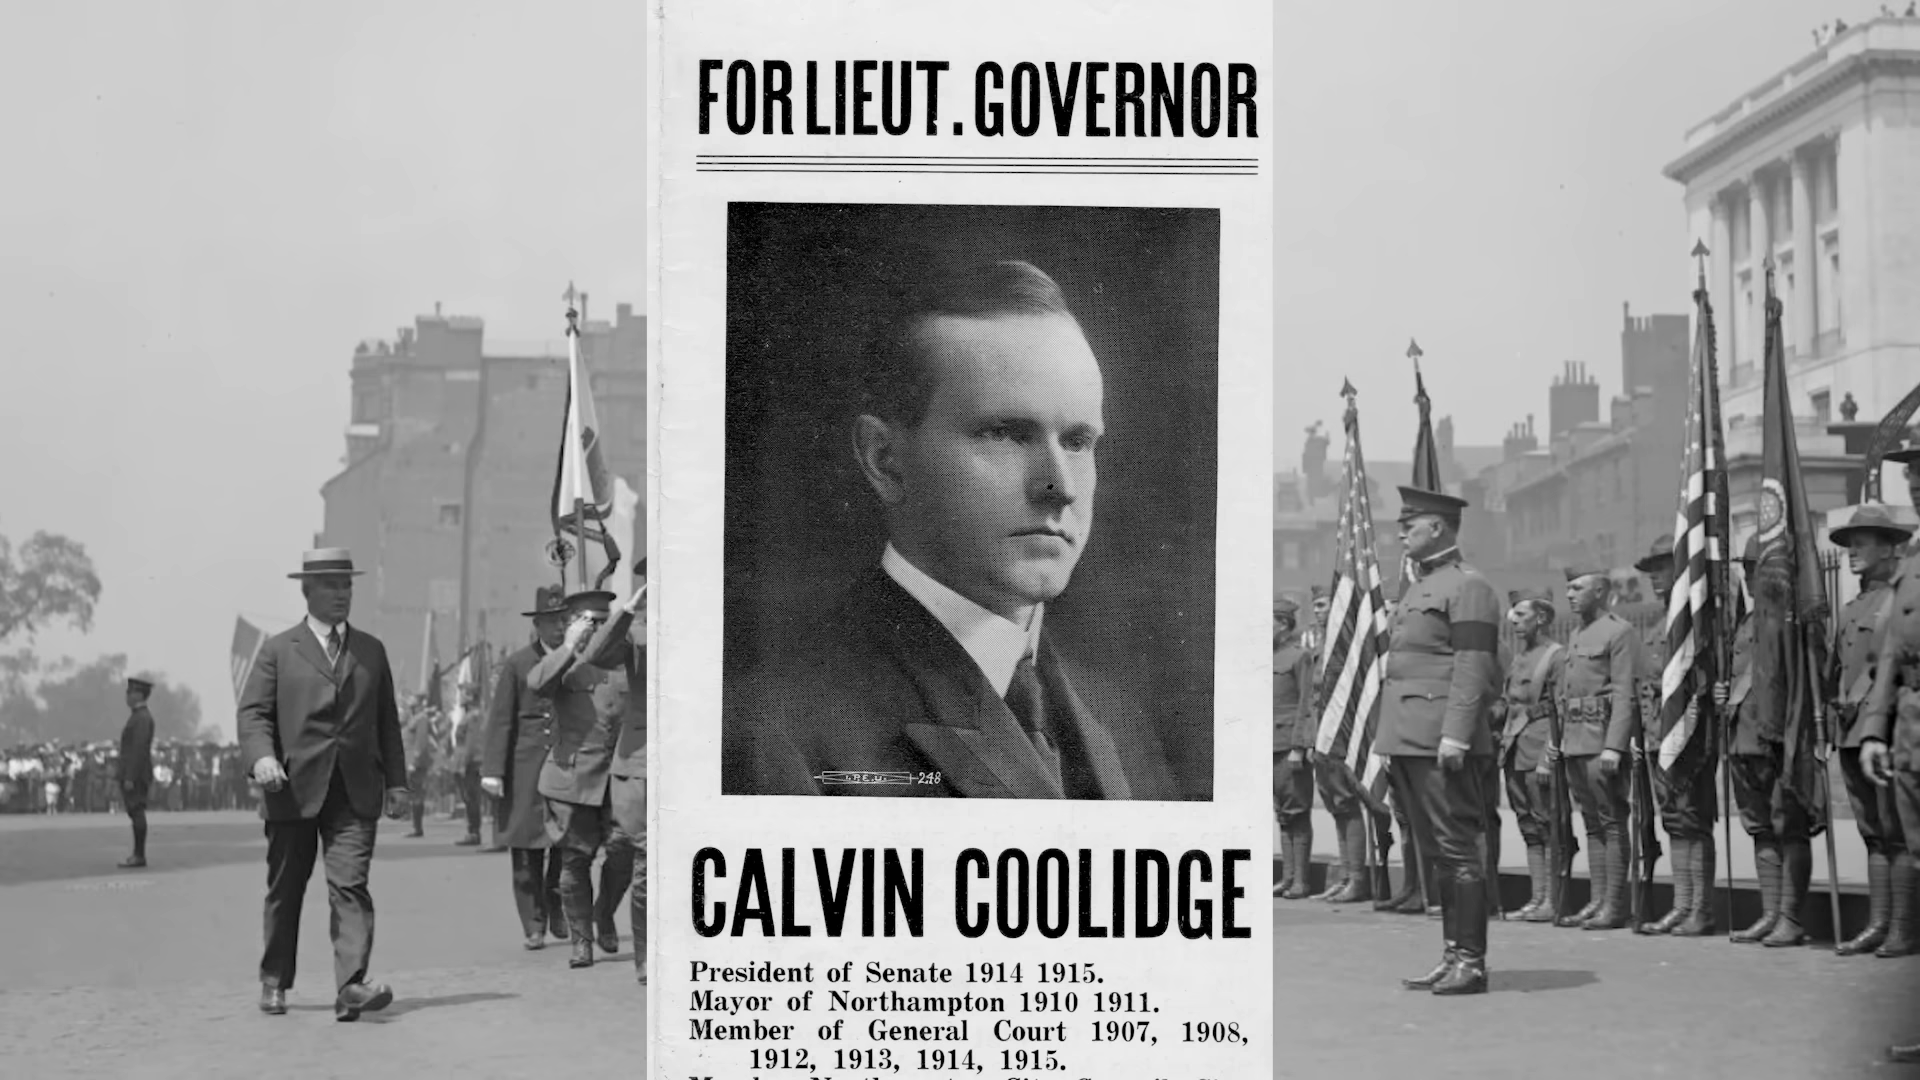 FOR LIEUT. GOVERNOR
I.P.E.U. 248
CALVIN COOLIDGE
President of Senate 1914 1915.
Mayor of Northampton 1910 1911.
Member of General Court 1907, 1908,
1912, 1913, 1914, 1915.